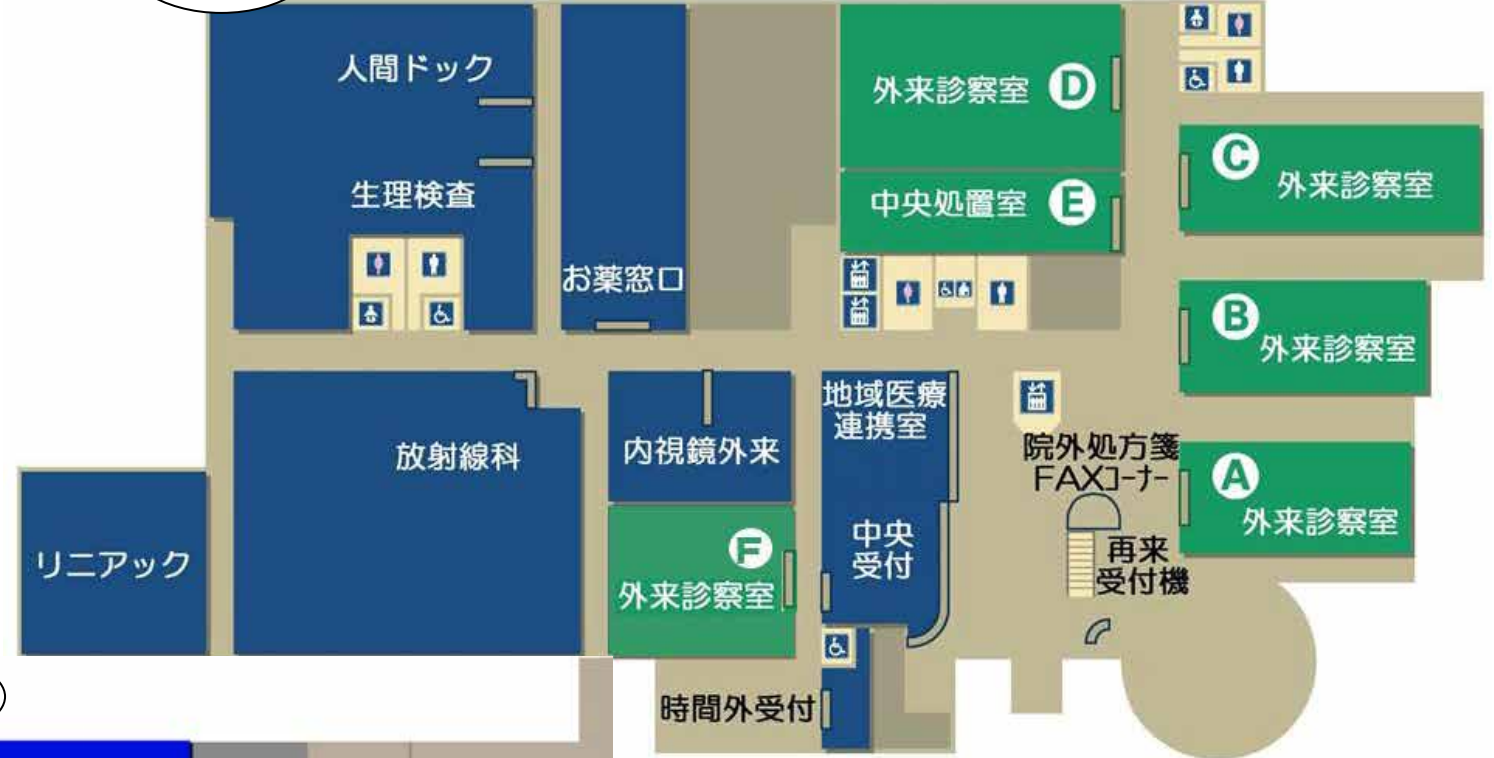 人間ドック
生理検査
お薬窓口
外来診察室 D
中央処置室 E
C
外来診察室
B
外来診察室
A
外来診察室
放射線科
リニアック
内視鏡外来
F
外来診察室
地域医療
連携室
中央
受付
院外処方箋
FAXコーナー
再来
受付機
時間外受付